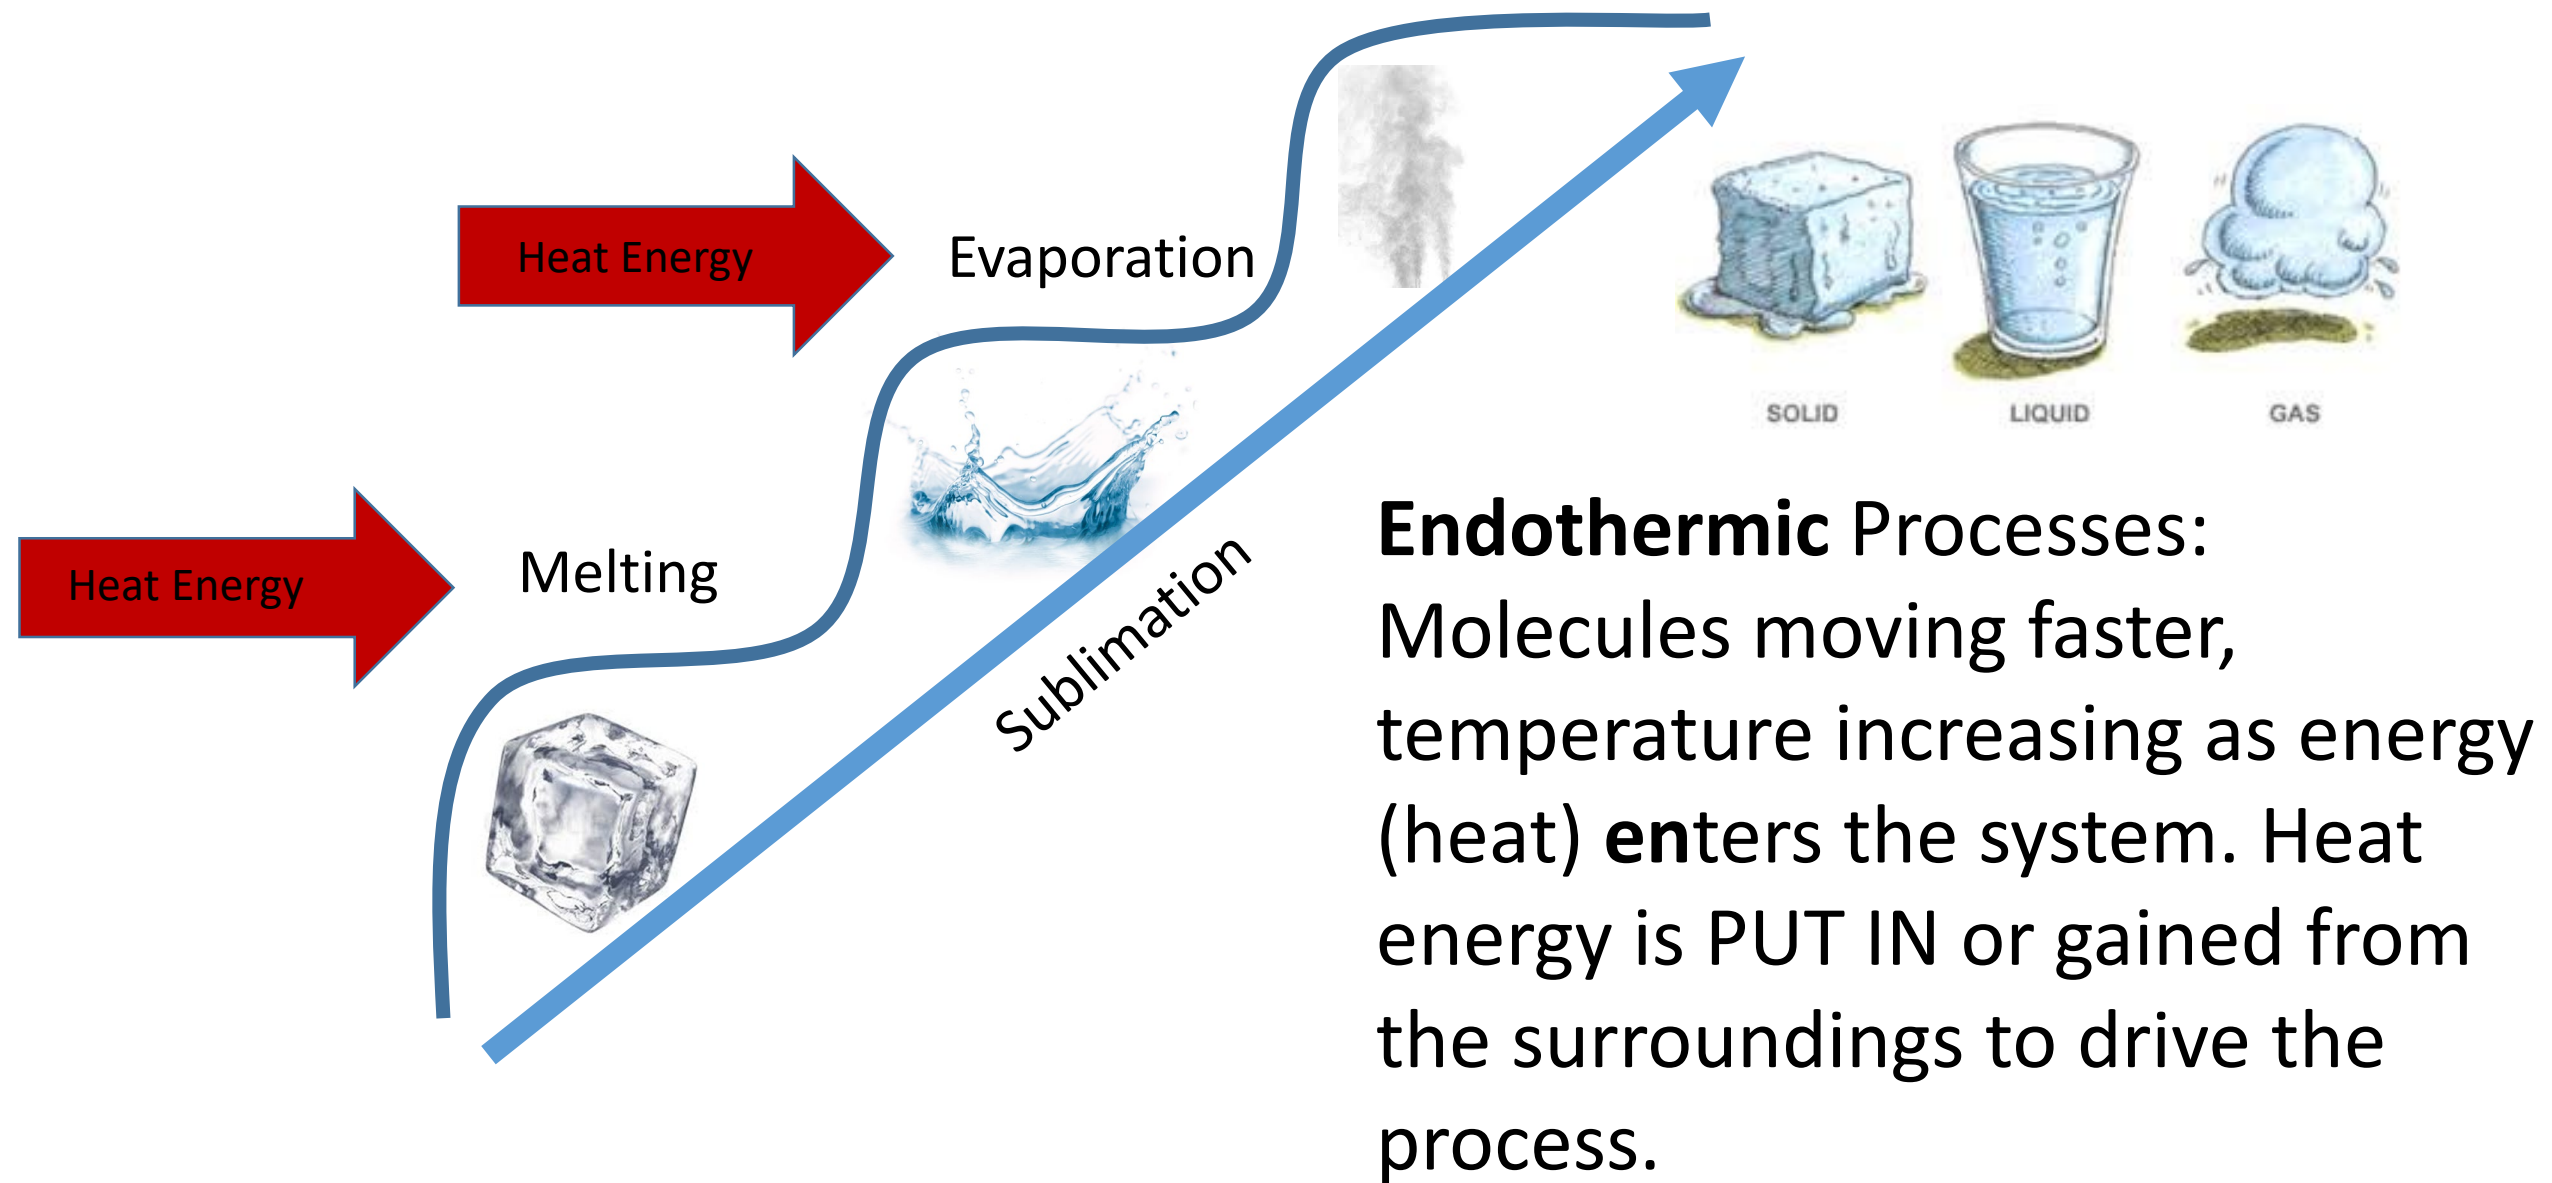 Heat Energy
Evaporation
SOLID
LIQUID
GAS
Heat Energy
Melting
Sublimation
Endothermic Processes:
Molecules moving faster,
temperature increasing as energy
(heat) enters the system. Heat
energy is PUT IN or gained from
the surroundings to drive the
process.